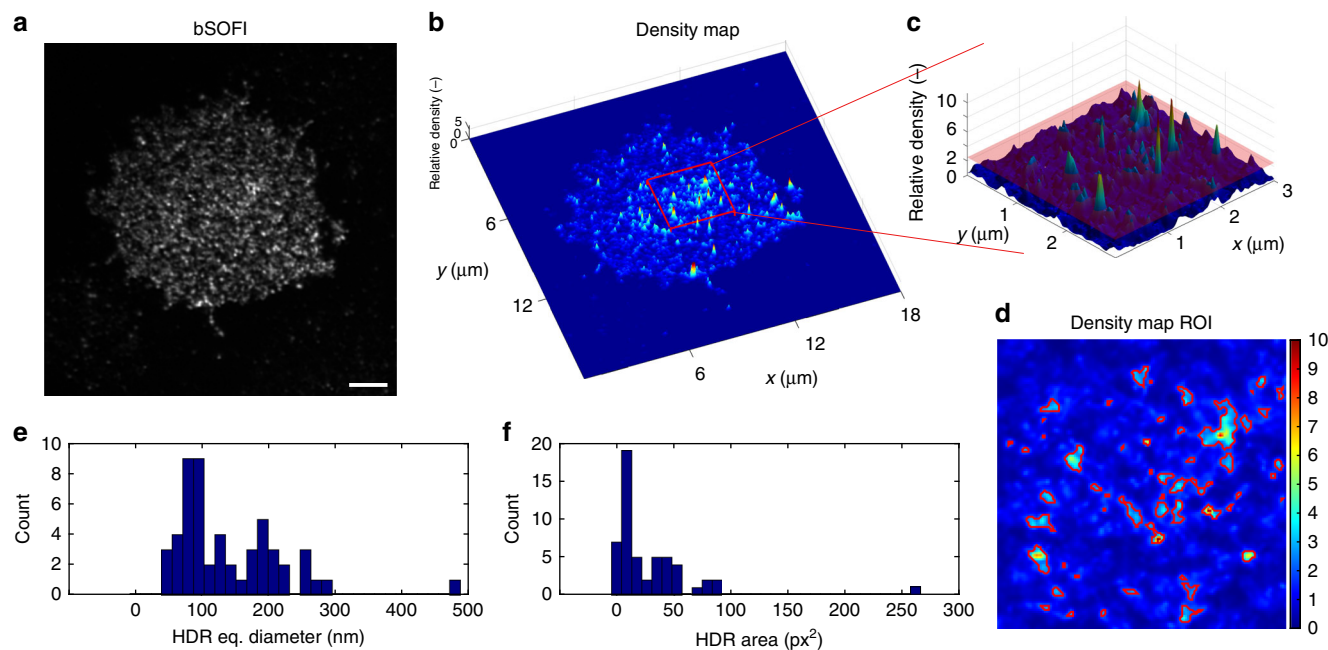 a
bSOFI
b
Density map
Relative density (–)
5
0
6
12
y (μm)
6
12
18
x (μm)
c
Relative density (–)
10
6
2
0
1
2
y (μm)
1
2
3
x (μm)
d
Density map ROI
10
9
8
7
6
5
4
3
2
1
0
e
Count
10
8
6
4
2
0
0 100 200 300 400 500
HDR eq. diameter (nm)
f
Count
20
15
10
5
0
0 50 100 150 200 250 300
HDR area (px²)